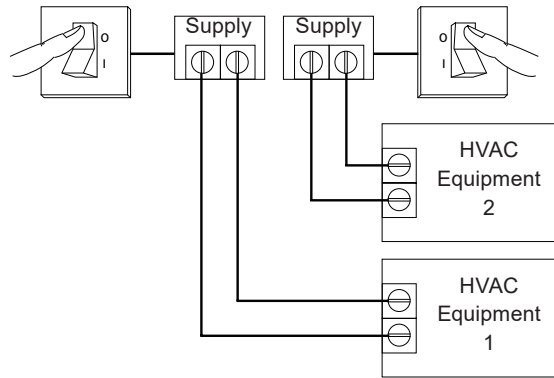 Supply
Supply
O
I
O
I
HVAC
Equipment
2
HVAC
Equipment
1